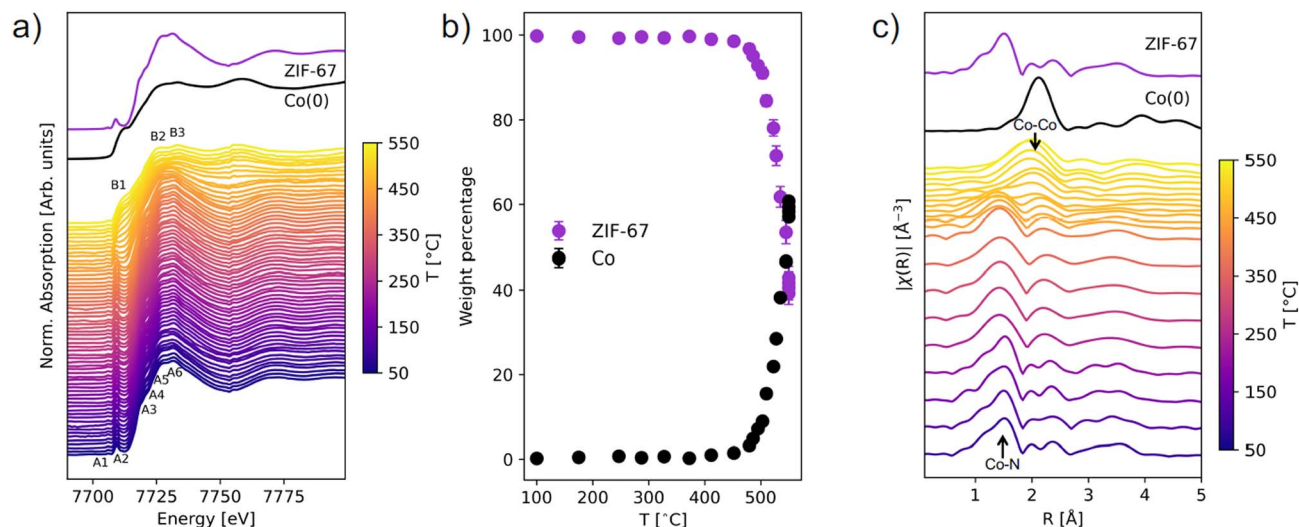 a)
ZIF-67
Co(0)
B2 B3
B1
A6
A5
A4
A3
A1 A2
7700 7725 7750 7775
Energy [eV]
Norm. Absorption [Arb. units]
550
450
350
250
150
50
T [°C]
b)
100
80
60
40
20
0
Weight percentage
ZIF-67
Co
100 200 300 400 500
T [˚C]
c)
ZIF-67
Co(0)
Co-Co
Co-N
|χ(R)| [Å⁻³]
1 2 3 4 5
R [Å]
550
450
350
250
150
50
T [°C]